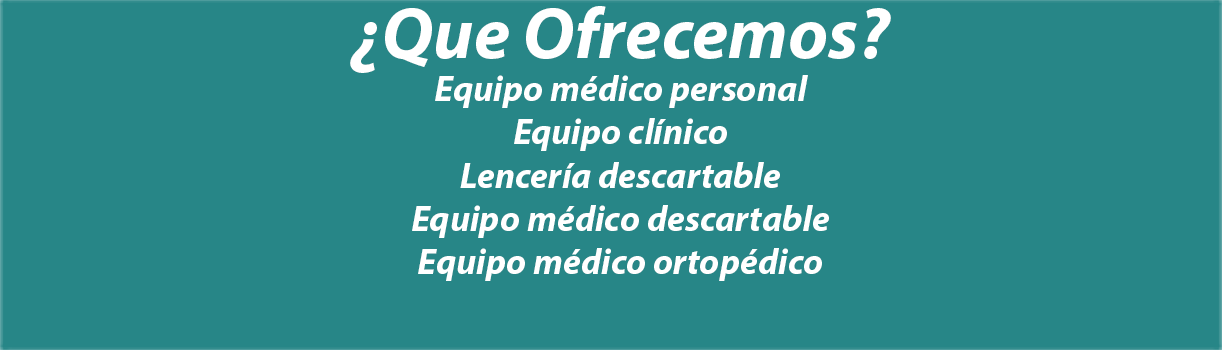 ¿Que Ofrecemos?
Equipo médico personal
Equipo clínico
Lencería descartable
Equipo médico descartable
Equipo médico ortopédico